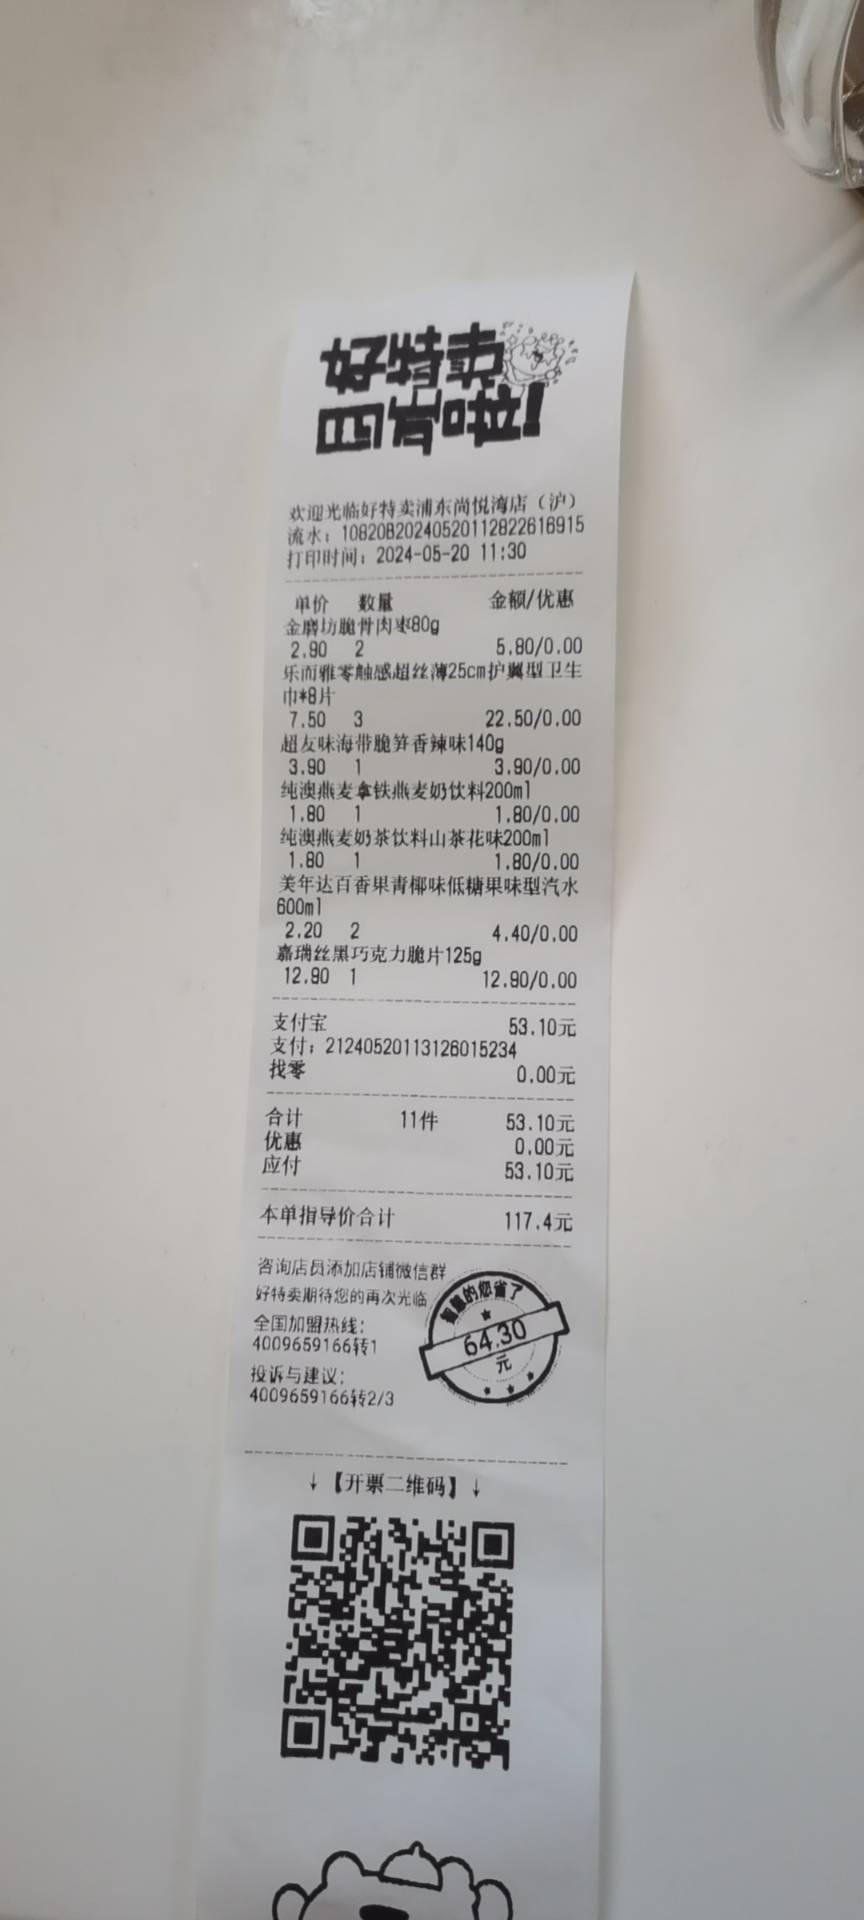 好特卖
欢迎光临好特卖浦东尚悦湾店（沪）
流水：10820B20240520112822618915
打印时间：2024-05-20 11:30
单价 数量 金额/优惠
金磨坊脆骨肉枣80g
2.90 2 5.80/0.00
乐而雅零触感超丝薄25cm护翼型卫生
巾*8片
7.50 3 22.50/0.00
超友味海带脆笋香辣味140g
3.90 1 3.90/0.00
纯澳燕麦拿铁燕麦奶饮料200ml
1.80 1 1.80/0.00
纯澳燕麦奶茶饮料山茶花味200ml
1.80 1 1.80/0.00
美年达百香果青椰味低糖果味型汽水
600ml
2.20 2 4.40/0.00
嘉瑞丝黑巧克力脆片125g
12.90 1 12.90/0.00
支付宝 53.10元
支付：21240520113126015234
找零 0.00元
合计 11件 53.10元
优惠 0.00元
应付 53.10元
本单指导价合计 117.4元
咨询店员添加店铺微信群
好特卖期待您的再次光临
全国加盟热线：
4009659166转1
投诉与建议：
4009659166转2/3
的您省了
64.30
元
↓【开票二维码】↓